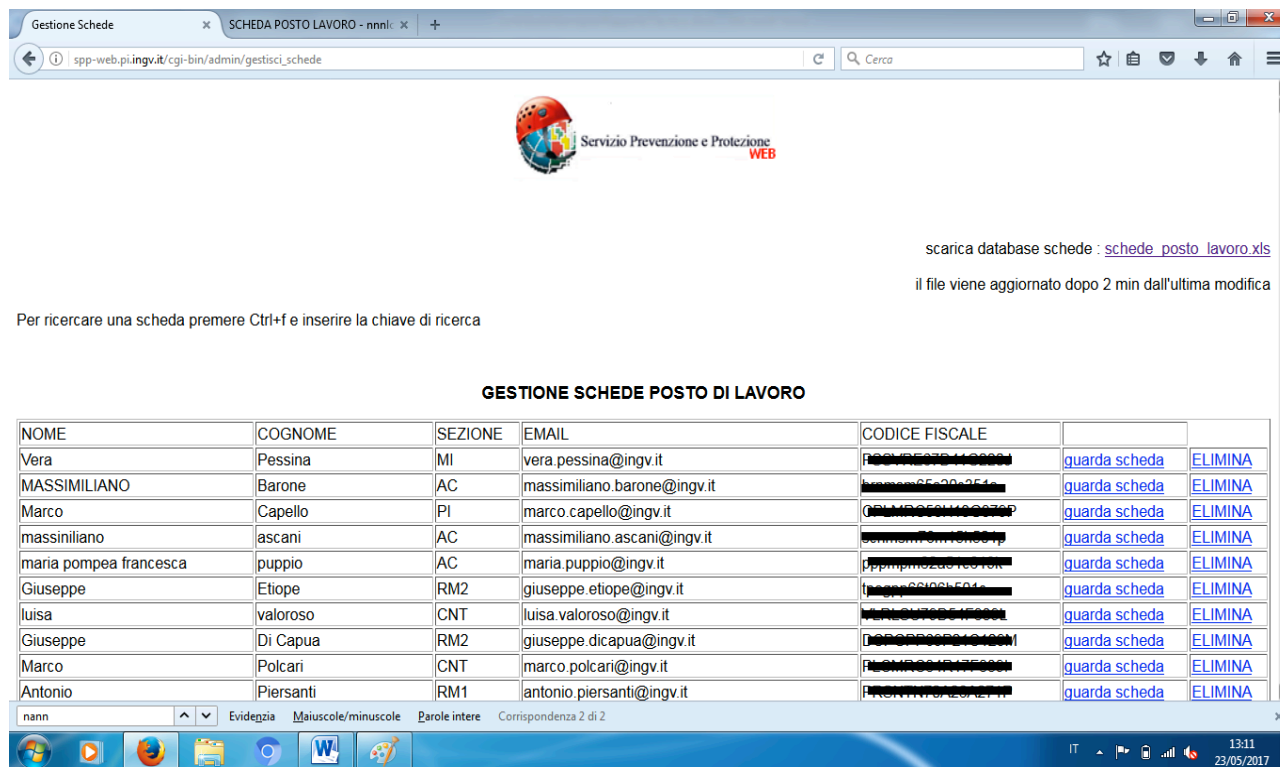 Gestione Schede × SCHEDA POSTO LAVORO - nnnlc × +
spp-web.pi.ingv.it/cgi-bin/admin/gestisci_schede Cerca
Servizio Prevenzione e Protezione
WEB
scarica database schede : schede_posto_lavoro.xls
il file viene aggiornato dopo 2 min dall'ultima modifica
Per ricercare una scheda premere Ctrl+f e inserire la chiave di ricerca
GESTIONE SCHEDE POSTO DI LAVORO
NOME COGNOME SEZIONE EMAIL CODICE FISCALE
Vera Pessina MI vera.pessina@ingv.it guarda scheda ELIMINA
MASSIMILIANO Barone AC massimiliano.barone@ingv.it guarda scheda ELIMINA
Marco Capello PI marco.capello@ingv.it guarda scheda ELIMINA
massiniliano ascani AC massimiliano.ascani@ingv.it guarda scheda ELIMINA
maria pompea francesca puppio AC maria.puppio@ingv.it guarda scheda ELIMINA
Giuseppe Etiope RM2 giuseppe.etiope@ingv.it guarda scheda ELIMINA
luisa valoroso CNT luisa.valoroso@ingv.it guarda scheda ELIMINA
Giuseppe Di Capua RM2 giuseppe.dicapua@ingv.it guarda scheda ELIMINA
Marco Polcari CNT marco.polcari@ingv.it guarda scheda ELIMINA
Antonio Piersanti RM1 antonio.piersanti@ingv.it guarda scheda ELIMINA
nann Evidenzia Maiuscole/minuscole Parole intere Corrispondenza 2 di 2
IT 13:11
23/05/2017